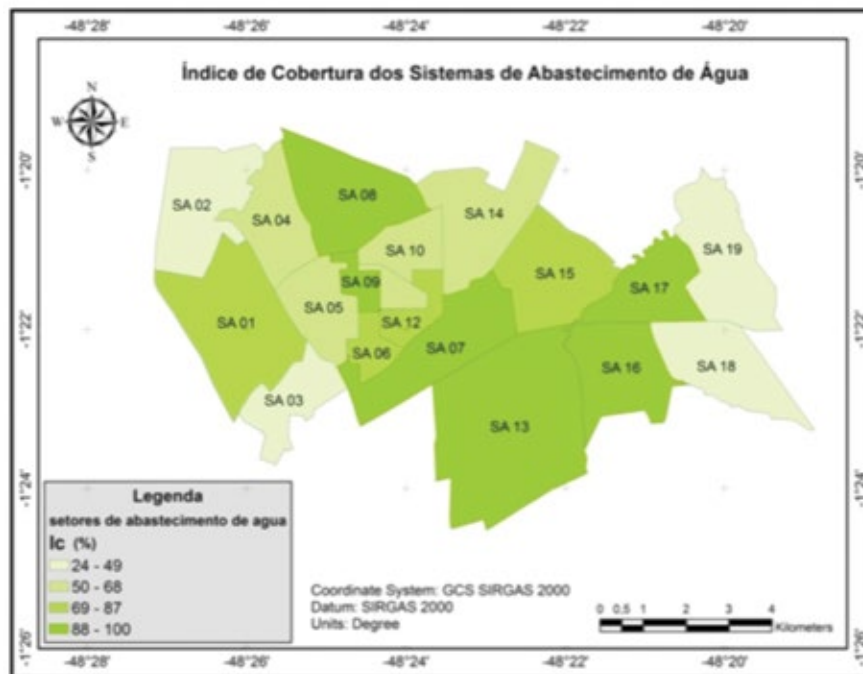 -48°28' -48°26' -48°24' -48°22' -48°20'
Índice de Cobertura dos Sistemas de Abastecimento de Água
N
W E
S
-1°20' -1°20'
SA 02
SA 04
SA 08
SA 14
SA 10
SA 19
SA 15
SA 09
SA 17
SA 05
SA 01
SA 12
SA 07
SA 06
SA 16
SA 18
SA 03
SA 13
-1°22' -1°22'
-1°24' -1°24'
Legenda
setores de abastecimento de agua
Ic (%)
24 - 49
50 - 68
69 - 87
88 - 100
Coordinate System: GCS SIRGAS 2000
Datum: SIRGAS 2000
Units: Degree
0 0.5 1 2 3 4
Kilometers
-1°26' -1°26'
-48°28' -48°26' -48°24' -48°22' -48°20'